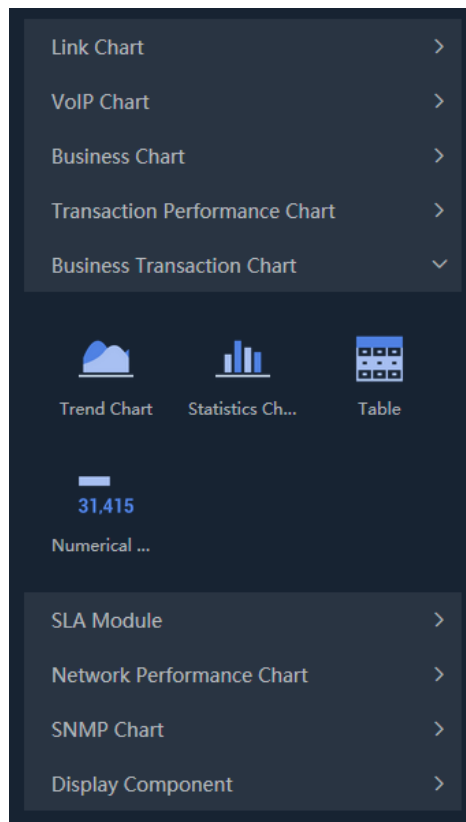 Link Chart
VoIP Chart
Business Chart
Transaction Performance Chart
Business Transaction Chart
Trend Chart
Statistics Ch...
Table
31,415
Numerical ...
SLA Module
Network Performance Chart
SNMP Chart
Display Component